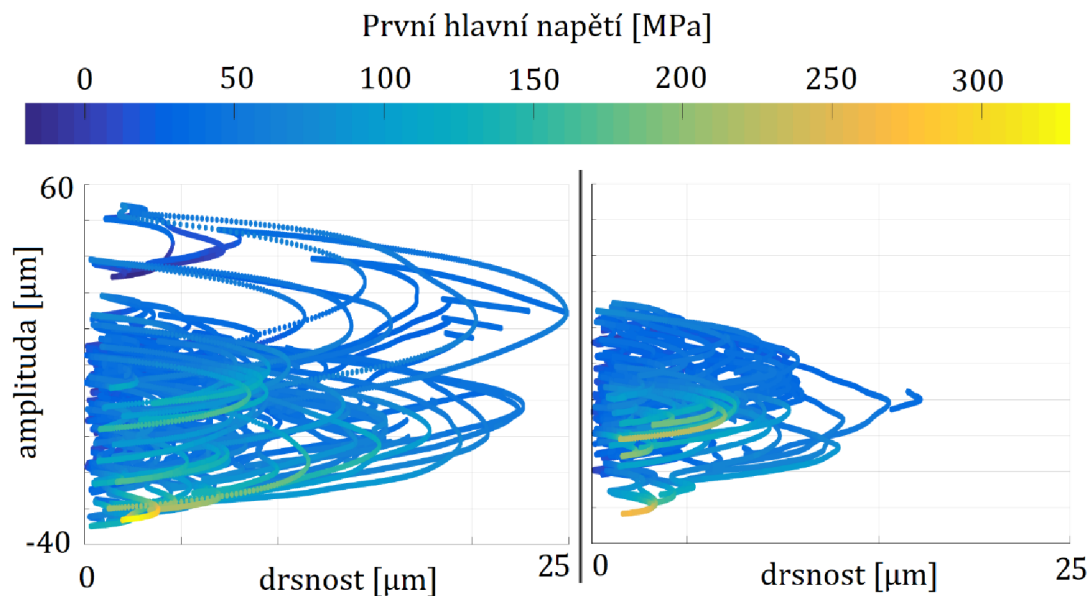 První hlavní napětí [MPa]
0 50 100 150 200 250 300
60
amplituda [μm]
-40
0 drsnost [μm] 25
0 drsnost [μm] 25